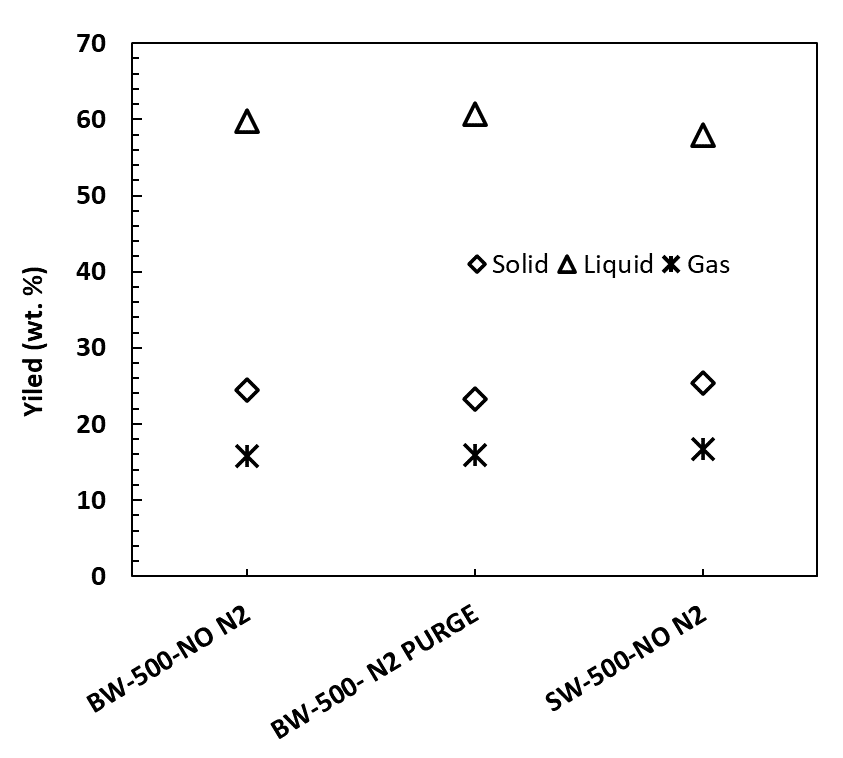 70
60
50
40
30
20
10
0
Yiled (wt. %)
Solid Liquid Gas
BW-500-NO N2
BW-500- N2 PURGE
SW-500-NO N2